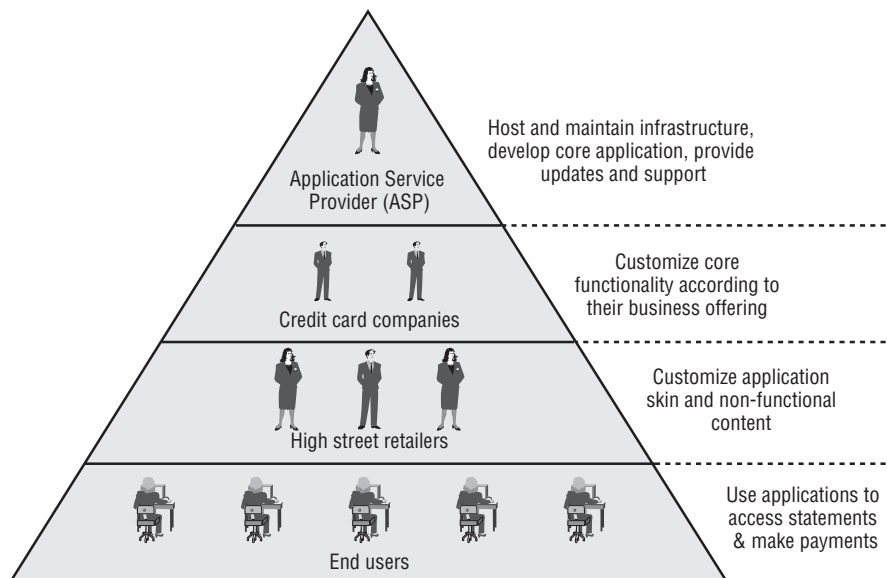 Host and maintain infrastructure,
develop core application, provide
updates and support
Application Service
Provider (ASP)
Customize core
functionality according to
their business offering
Credit card companies
Customize application
skin and non-functional
content
High street retailers
Use applications to
access statements
& make payments
End users